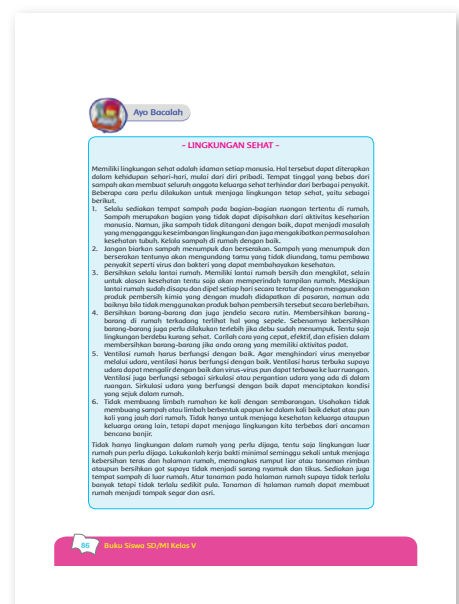 Ayo Bacalah
- LINGKUNGAN SEHAT -
Memiliki lingkungan sehat adalah idaman setiap manusia. Hal tersebut dapat diterapkan
dalam kehidupan sehari-hari, mulai dari diri pribadi. Tempat tinggal yang bebas dari
sampah akan membuat seluruh anggota keluarga sehat terhindar dari berbagai penyakit.
Beberapa cara perlu dilakukan untuk menjaga lingkungan tetap sehat, yaitu sebagai
berikut.
1. Selalu sediakan tempat sampah pada bagian-bagian ruangan tertentu di rumah.
Sampah merupakan bagian yang tidak dapat dipisahkan dari aktivitas keseharian
manusia. Namun, jika sampah tidak ditangani dengan baik, dapat menjadi masalah
yang mengganggu keseimbangan lingkungan dan juga mengakibatkan permasalahan
kesehatan tubuh. Kelola sampah di rumah dengan baik.
2. Jangan biarkan sampah menumpuk dan berserakan. Sampah yang menumpuk dan
berserakan tentunya akan mengundang tamu yang tidak diundang, tamu pembawa
penyakit seperti virus dan bakteri yang dapat membahayakan kesehatan.
3. Bersihkan selalu lantai rumah. Memiliki lantai rumah bersih dan mengkilat, selain
untuk alasan kesehatan tentu saja akan memperindah tampilan rumah. Meskipun
lantai rumah sudah disapu dan dipel setiap hari secara teratur dengan menggunakan
produk pembersih kimia yang dengan mudah didapatkan di pasaran, namun ada
baiknya bila tidak menggunakan produk bahan pembersih tersebut secara berlebihan.
4. Bersihkan barang-barang dan juga jendela secara rutin. Membersihkan barang-
barang di rumah terkadang terlihat hal yang sepele. Sebenarnya kebersihkan
barang-barang juga perlu dilakukan terlebih jika debu sudah menumpuk. Tentu saja
lingkungan berdebu kurang sehat. Carilah cara yang cepat, efektif, dan efisien dalam
membersihkan barang-barang jika anda orang yang memiliki aktivitas padat.
5. Ventilasi rumah harus berfungsi dengan baik. Agar menghindari virus menyebar
melalui udara, ventilasi harus berfungsi dengan baik. Ventilasi harus terbuka supaya
udara dapat mengalir dengan baik dan virus-virus pun dapat terbawa ke luar ruangan.
Ventilasi juga berfungsi sebagai sirkulasi atau pergantian udara yang ada di dalam
ruangan. Sirkulasi udara yang berfungsi dengan baik dapat menciptakan kondisi
yang sejuk dalam rumah.
6. Tidak membuang limbah rumahan ke kali dengan sembarangan. Usahakan tidak
membuang sampah atau limbah berbentuk apapun ke dalam kali baik dekat atau pun
kali yang jauh dari rumah. Tidak hanya untuk menjaga kesehatan keluarga ataupun
keluarga orang lain, tetapi dapat menjaga lingkungan kita terbebas dari ancaman
bencana banjir.
Tidak hanya lingkungan dalam rumah yang perlu dijaga, tentu saja lingkungan luar
rumah pun perlu dijaga. Lakukanlah kerja bakti minimal seminggu sekali untuk menjaga
kebersihan teras dan halaman rumah, memangkas rumput liar atau tanaman rimbun
ataupun bersihkan got supaya tidak menjadi sarang nyamuk dan tikus. Sediakan juga
tempat sampah di luar rumah. Atur tanaman pada halaman rumah supaya tidak terlalu
banyak tetapi tidak terlalu sedikit pula. Tanaman di halaman rumah dapat membuat
rumah menjadi tampak segar dan asri.
86 Buku Siswa SD/MI Kelas V